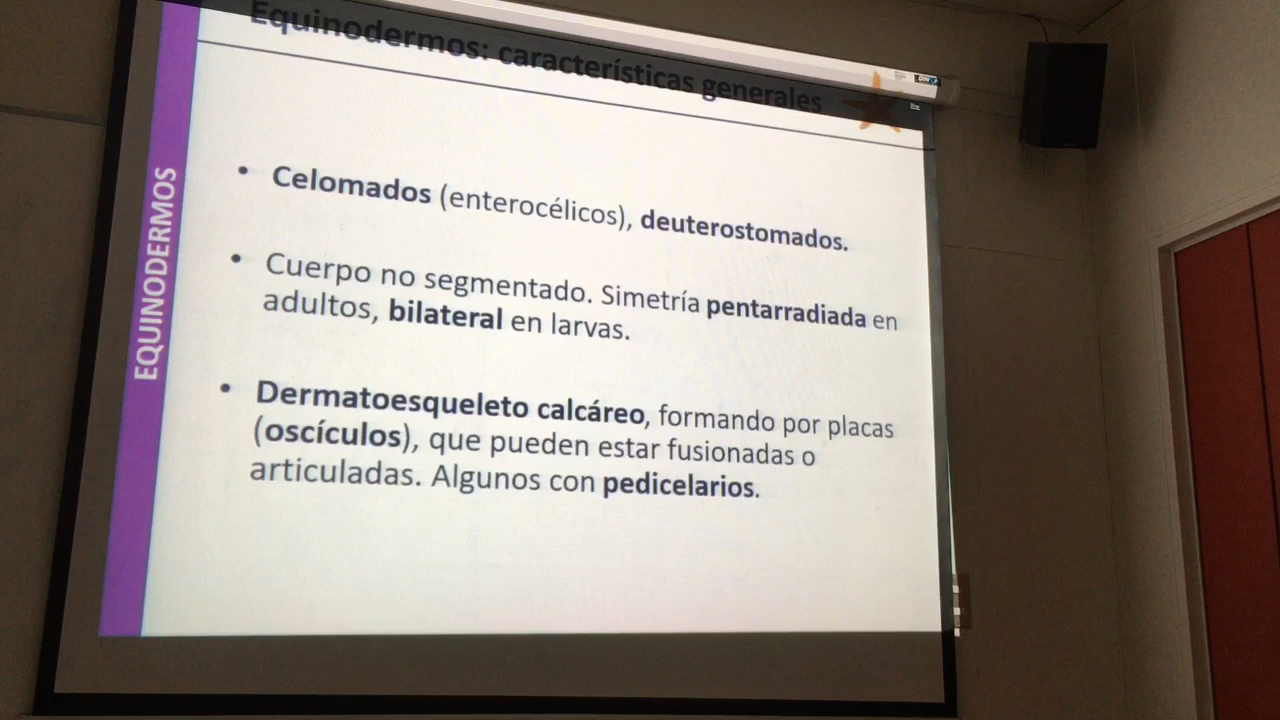 Equinodermos: características generales
EQUINODERMOS
• Celomados (enterocélicos), deuterostomados.
• Cuerpo no segmentado. Simetría pentarradiada en
adultos, bilateral en larvas.
• Dermatoesqueleto calcáreo, formando por placas
(oscículos), que pueden estar fusionadas o
articuladas. Algunos con pedicelarios.